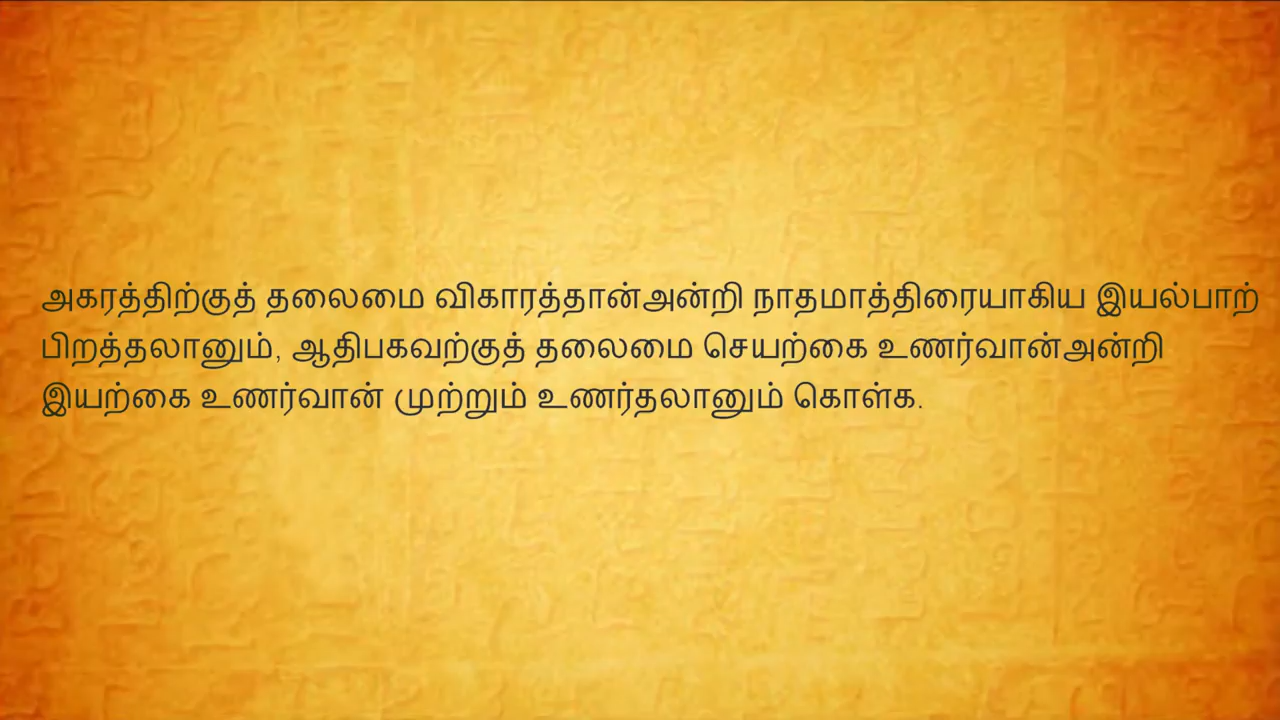 அகரத்திற்குத் தலைமை விகாரத்தான்அன்றி நாதமாத்திரையாகிய இயல்பாற்
பிறத்தலானும், ஆதிபகவற்குத் தலைமை செயற்கை உணர்வான்அன்றி
இயற்கை உணர்வான் முற்றும் உணர்தலானும் கொள்க.